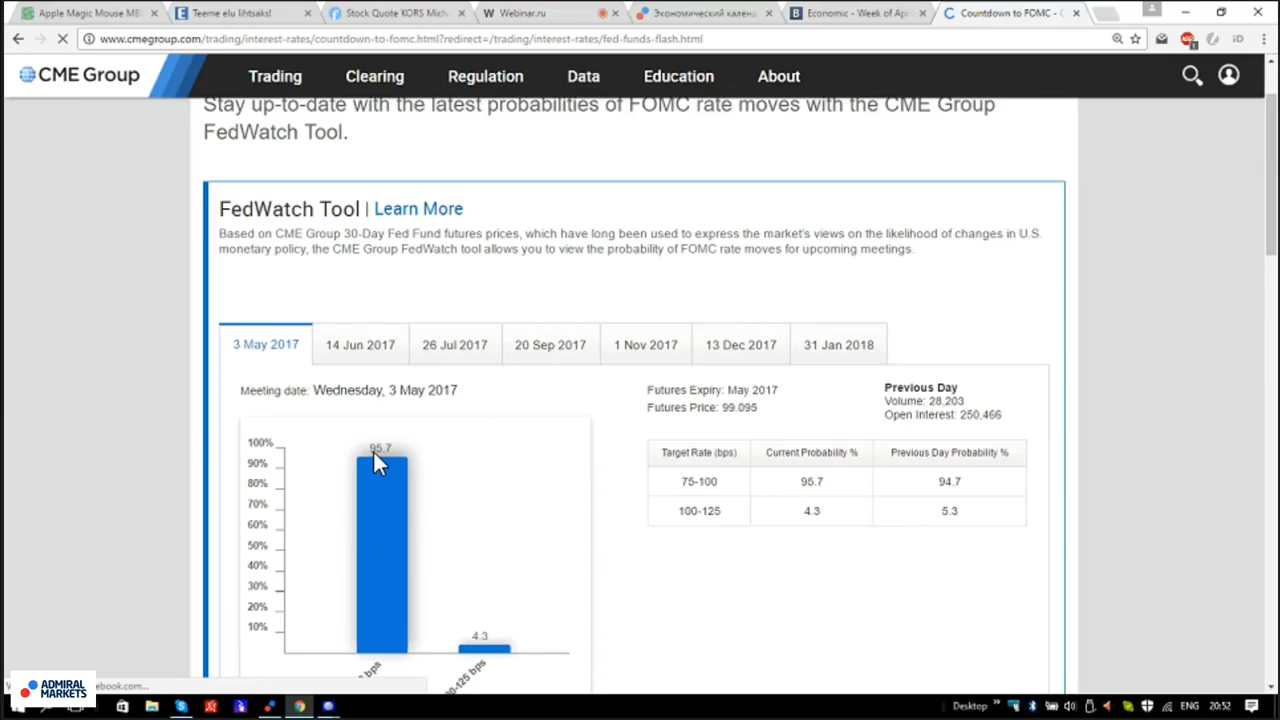 Apple Magic Mouse MB
Teeme elu lihtsaks!
Stock Quote KORS Mich
Webinar.ru
Экономический календ
Economic - Week of Apr
Countdown to FOMC - C
www.cmegroup.com/trading/interest-rates/countdown-to-fomc.html?redirect=/trading/interest-rates/fed-funds-flash.html
CME Group
Trading Clearing Regulation Data Education About
Stay up-to-date with the latest probabilities of FOMC rate moves with the CME Group
FedWatch Tool.
FedWatch Tool | Learn More
Based on CME Group 30-Day Fed Fund futures prices, which have long been used to express the market's views on the likelihood of changes in U.S.
monetary policy, the CME Group FedWatch tool allows you to view the probability of FOMC rate moves for upcoming meetings.
3 May 2017 14 Jun 2017 26 Jul 2017 20 Sep 2017 1 Nov 2017 13 Dec 2017 31 Jan 2018
Meeting date: Wednesday, 3 May 2017
Futures Expiry: May 2017
Futures Price: 99.095
Previous Day
Volume: 28,203
Open Interest: 250,466
100%
90%
80%
70%
60%
50%
40%
30%
20%
10%
95.7
4.3
bps
bps
Target Rate (bps) Current Probability % Previous Day Probability %
75-100 95.7 94.7
100-125 4.3 5.3
ebook.com...
ADMIRAL
MARKETS
Desktop ENG 20:52